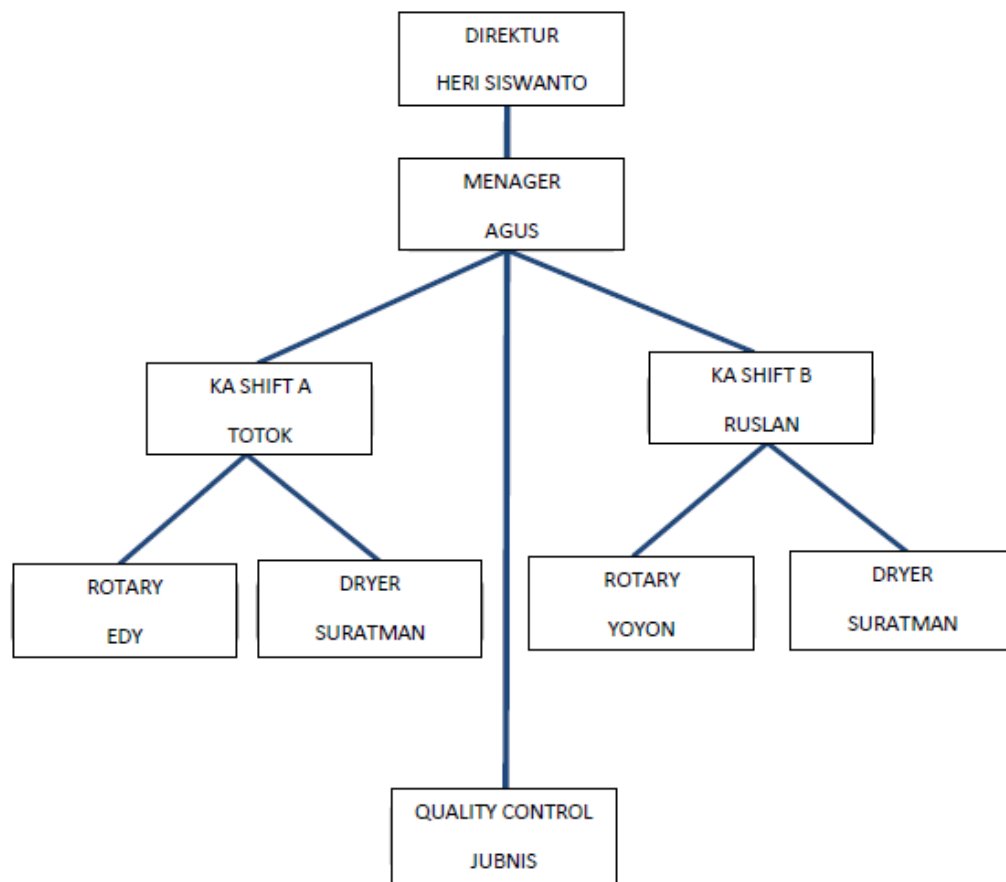 DIREKTUR
HERI SISWANTO
MENAGER
AGUS
KA SHIFT A
TOTOK
KA SHIFT B
RUSLAN
ROTARY
EDY
DRYER
SURATMAN
ROTARY
YOYON
DRYER
SURATMAN
QUALITY CONTROL
JUBNIS